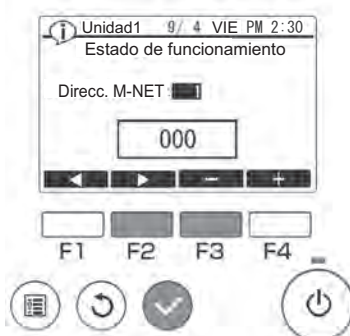 Unidad1 9/ 4 VIE PM 2:30
Estado de funcionamiento
Direcc. M-NET:
000
− +
F1 F2 F3 F4